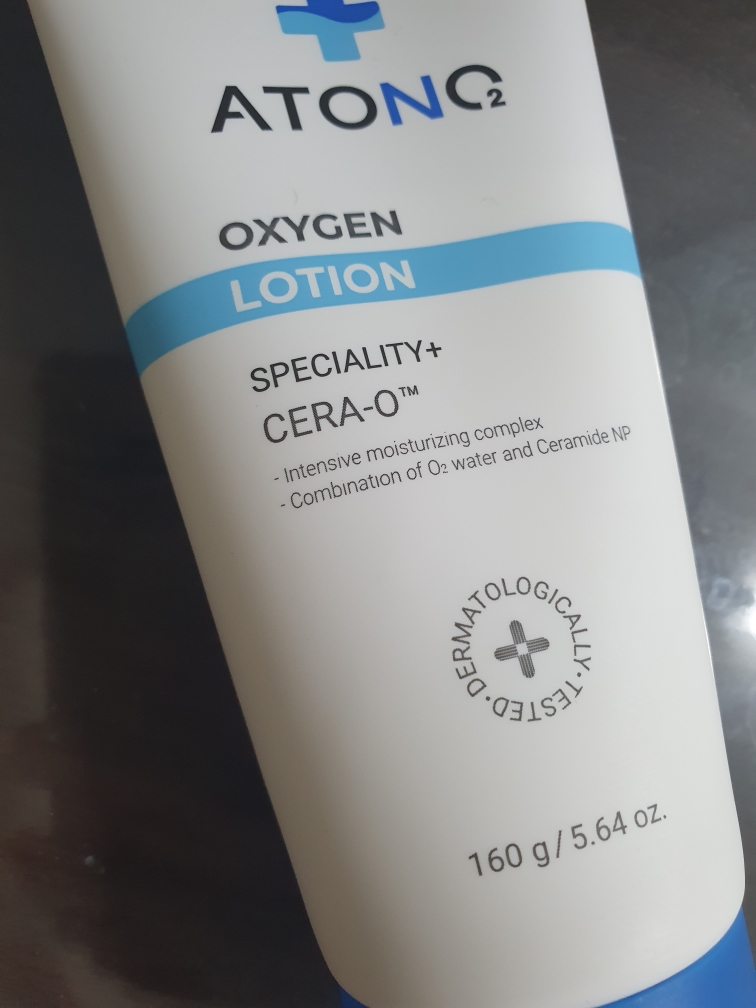 ATONO₂
OXYGEN
LOTION
SPECIALITY+
CERA-O™
- Intensive moisturizing complex
- Combination of O₂ water and Ceramide NP
DERMATOLOGICALLY · TESTED ·
160 g / 5.64 oz.